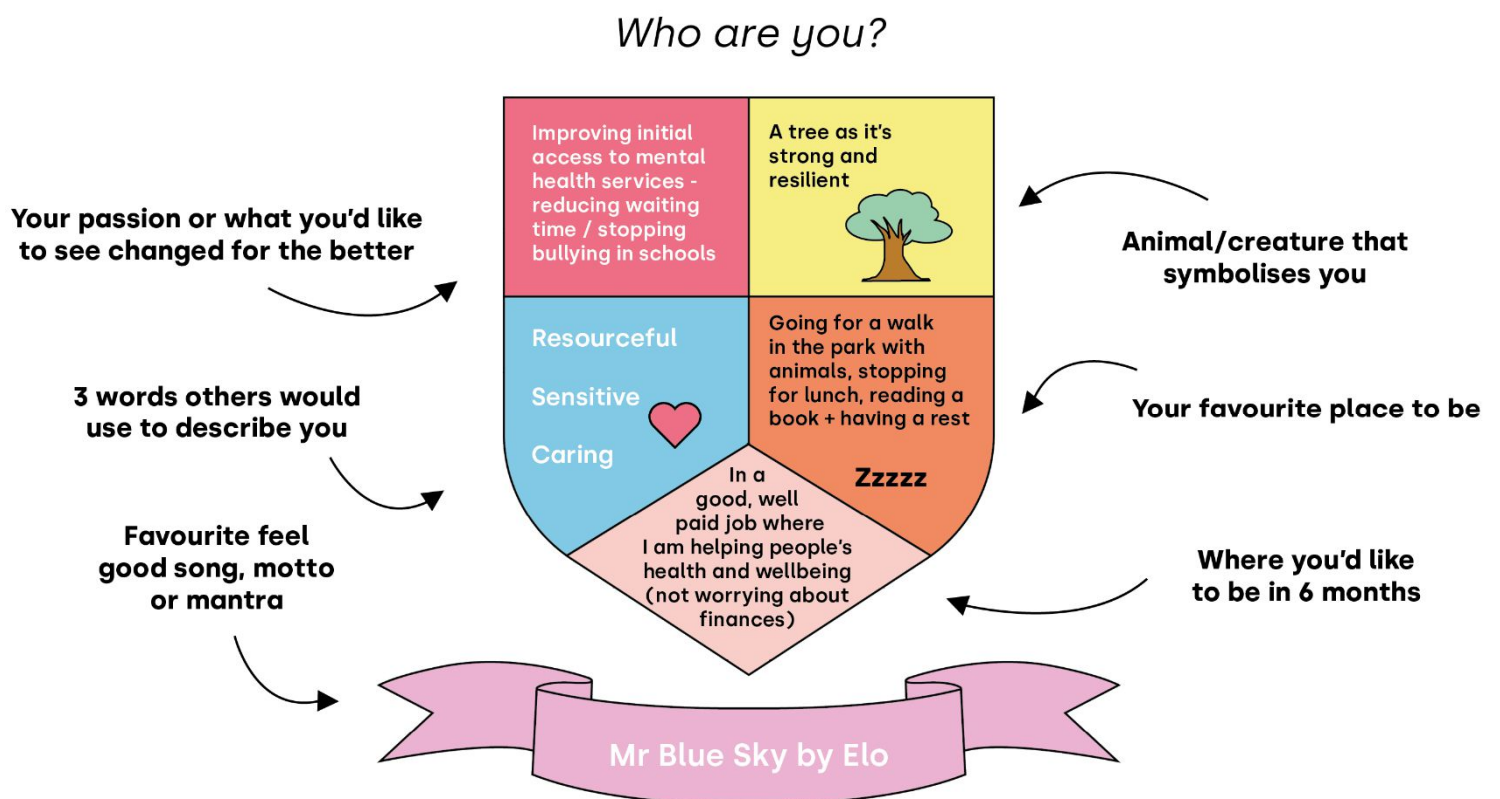 Who are you?
Your passion or what you'd like
to see changed for the better
Improving initial
access to mental
health services -
reducing waiting
time / stopping
bullying in schools
A tree as it's
strong and
resilient
Animal/creature that
symbolises you
3 words others would
use to describe you
Resourceful
Sensitive
Caring
Going for a walk
in the park with
animals, stopping
for lunch, reading a
book + having a rest
Zzzzz
Your favourite place to be
In a
good, well
paid job where
I am helping people's
health and wellbeing
(not worrying about
finances)
Where you'd like
to be in 6 months
Favourite feel
good song, motto
or mantra
Mr Blue Sky by Elo